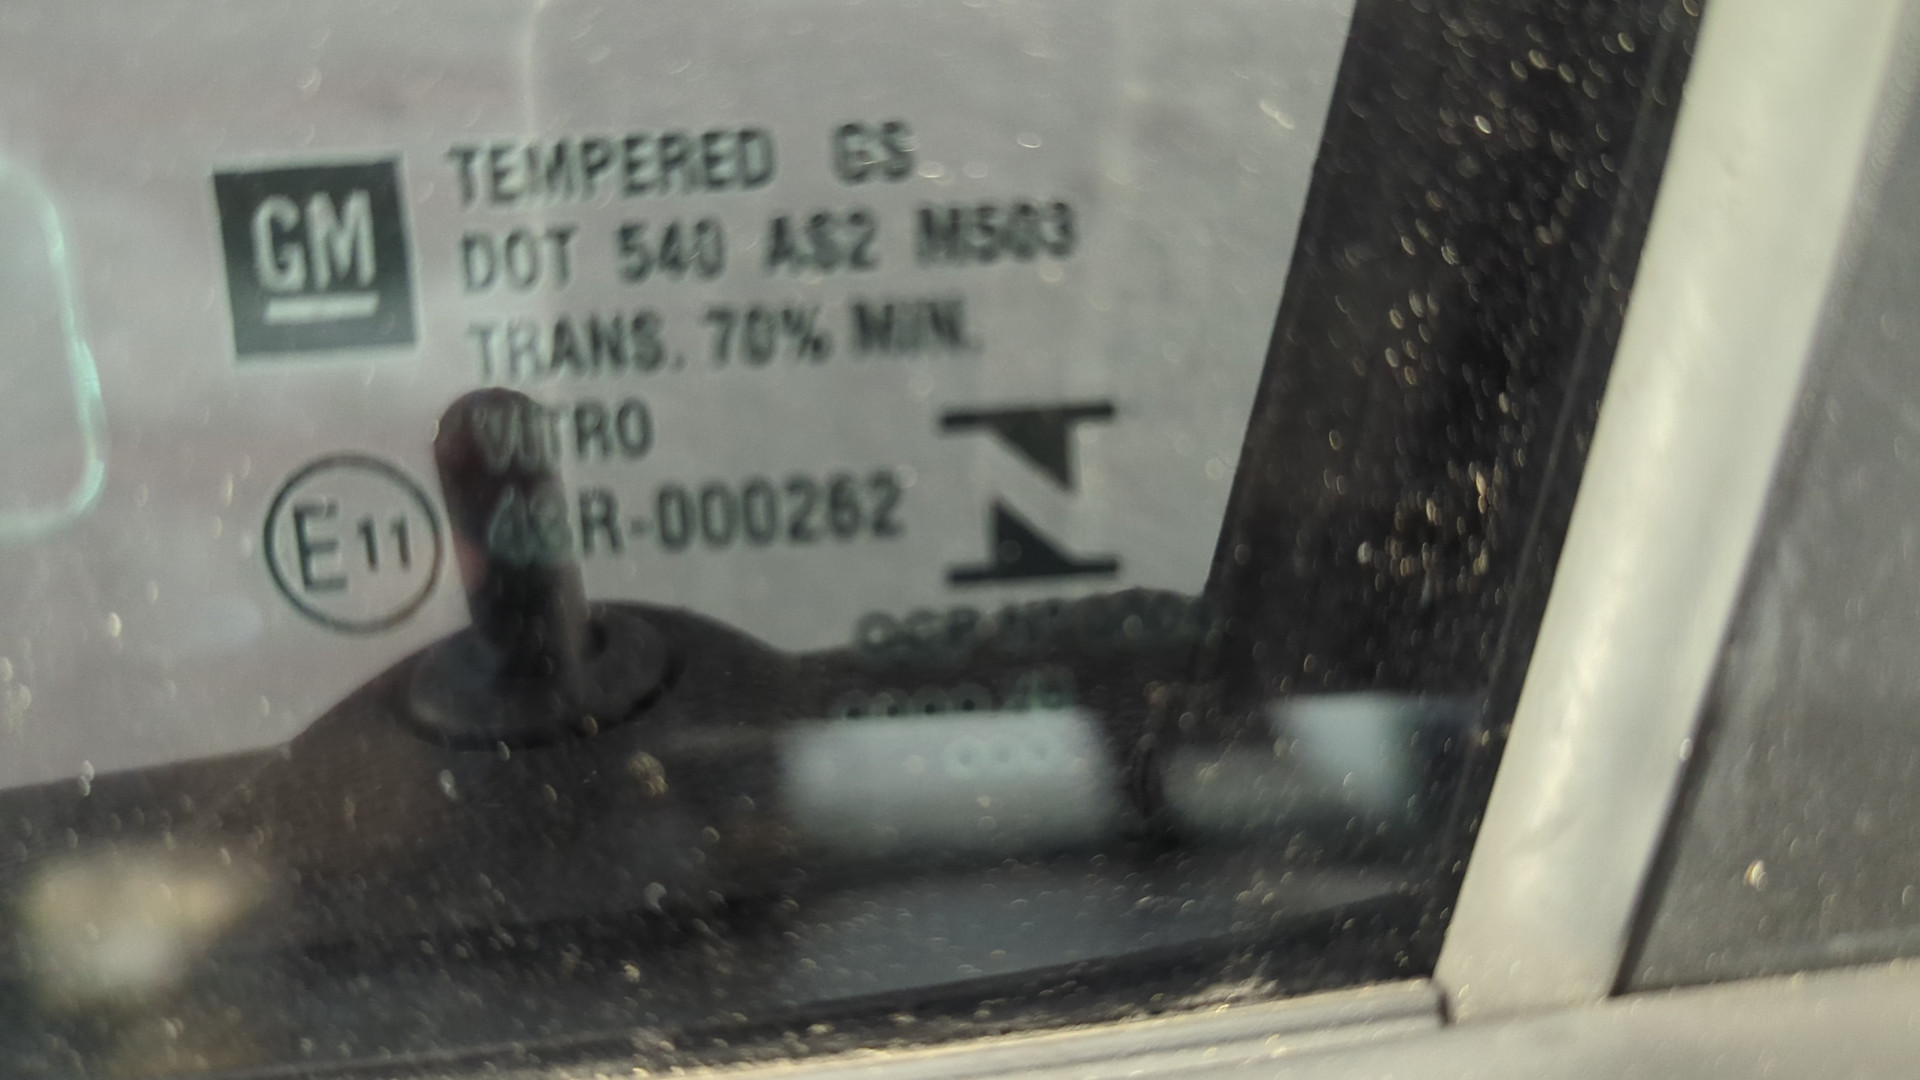 GM
TEMPERED GS
DOT 540 AS2 M503
TRANS. 70% MIN.
VITRO
E11 43R-000262